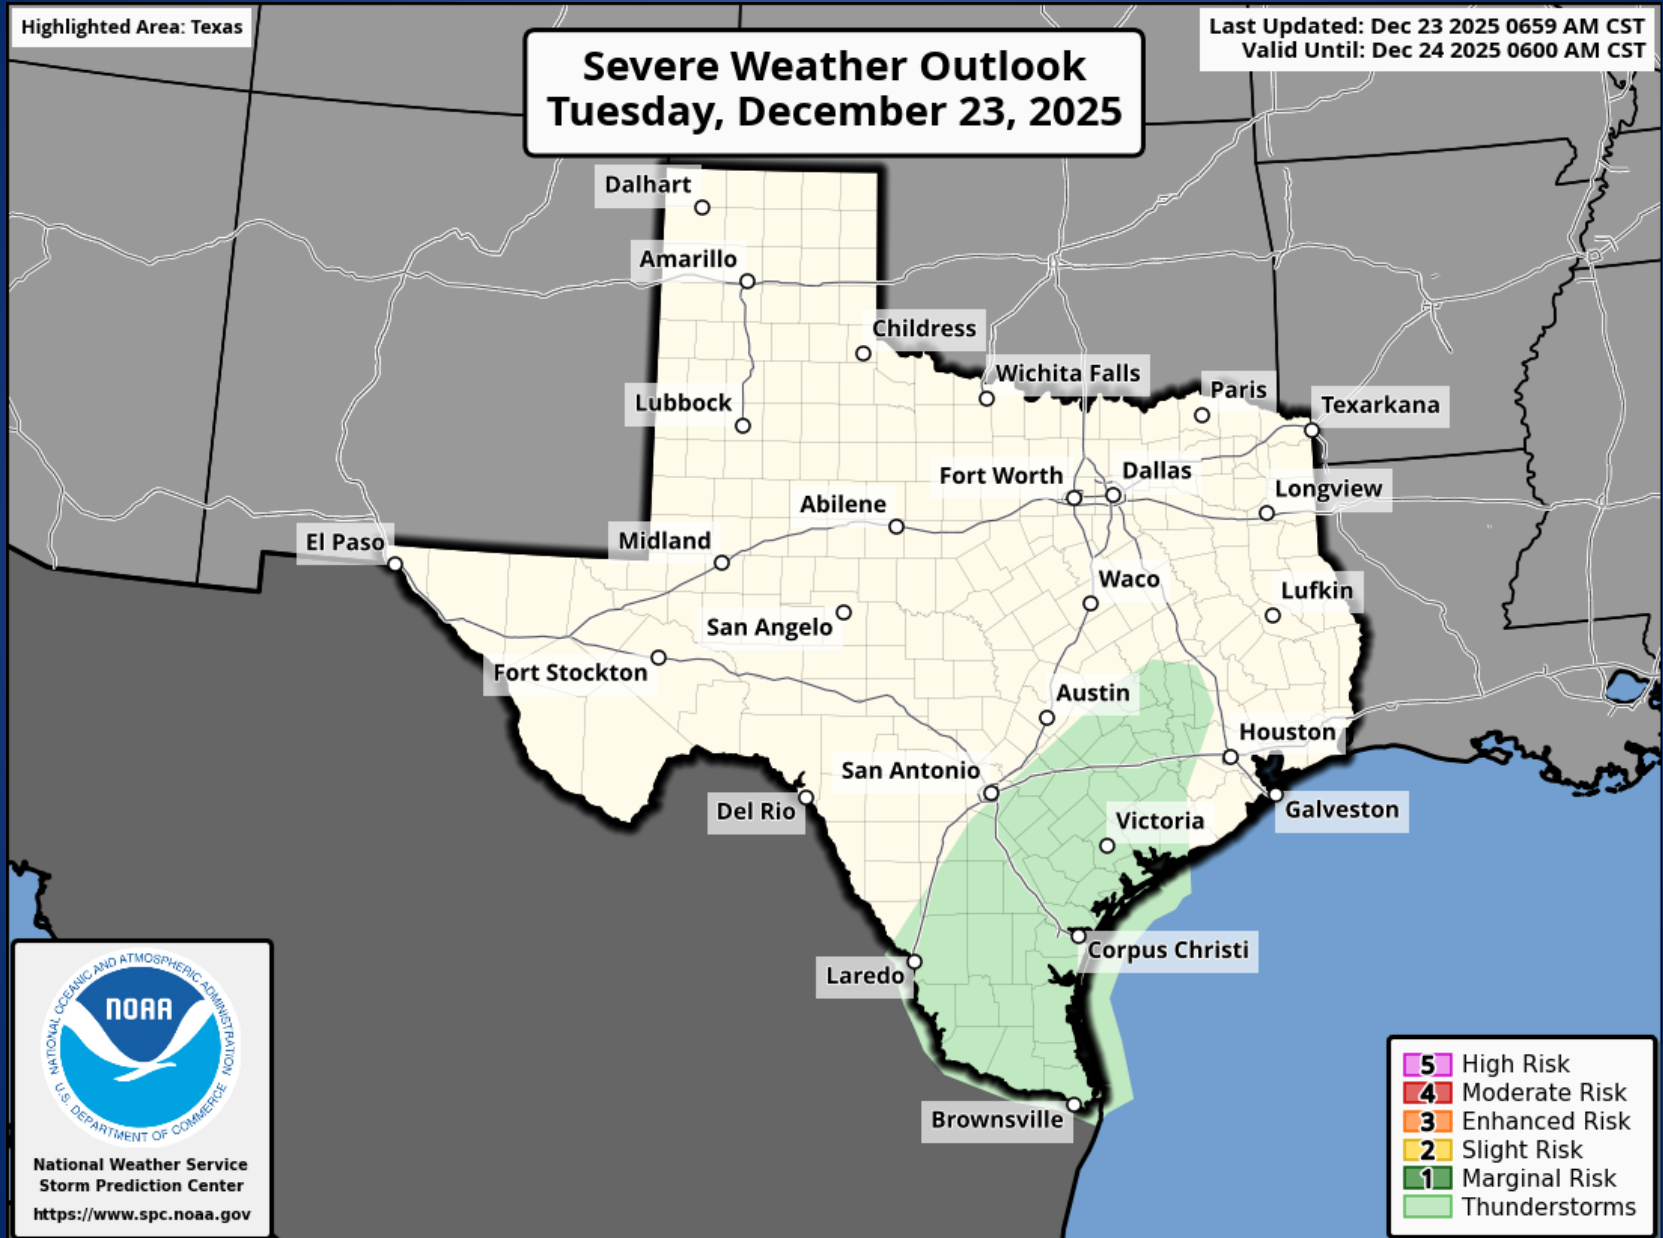 Highlighted Area: Texas
Severe Weather Outlook
Tuesday, December 23, 2025
Last Updated: Dec 23 2025 0659 AM CST
Valid Until: Dec 24 2025 0600 AM CST
Dalhart
Amarillo
Childress
Wichita Falls
Paris
Texarkana
Lubbock
Fort Worth
Dallas
Longview
Abilene
El Paso
Midland
Waco
Lufkin
San Angelo
Fort Stockton
Austin
Houston
San Antonio
Del Rio
Galveston
Victoria
Corpus Christi
Laredo
Brownsville
NATIONAL OCEANIC AND ATMOSPHERIC ADMINISTRATION
U.S. DEPARTMENT OF COMMERCE
NOAA
National Weather Service
Storm Prediction Center
https://www.spc.noaa.gov
5 High Risk
4 Moderate Risk
3 Enhanced Risk
2 Slight Risk
1 Marginal Risk
Thunderstorms